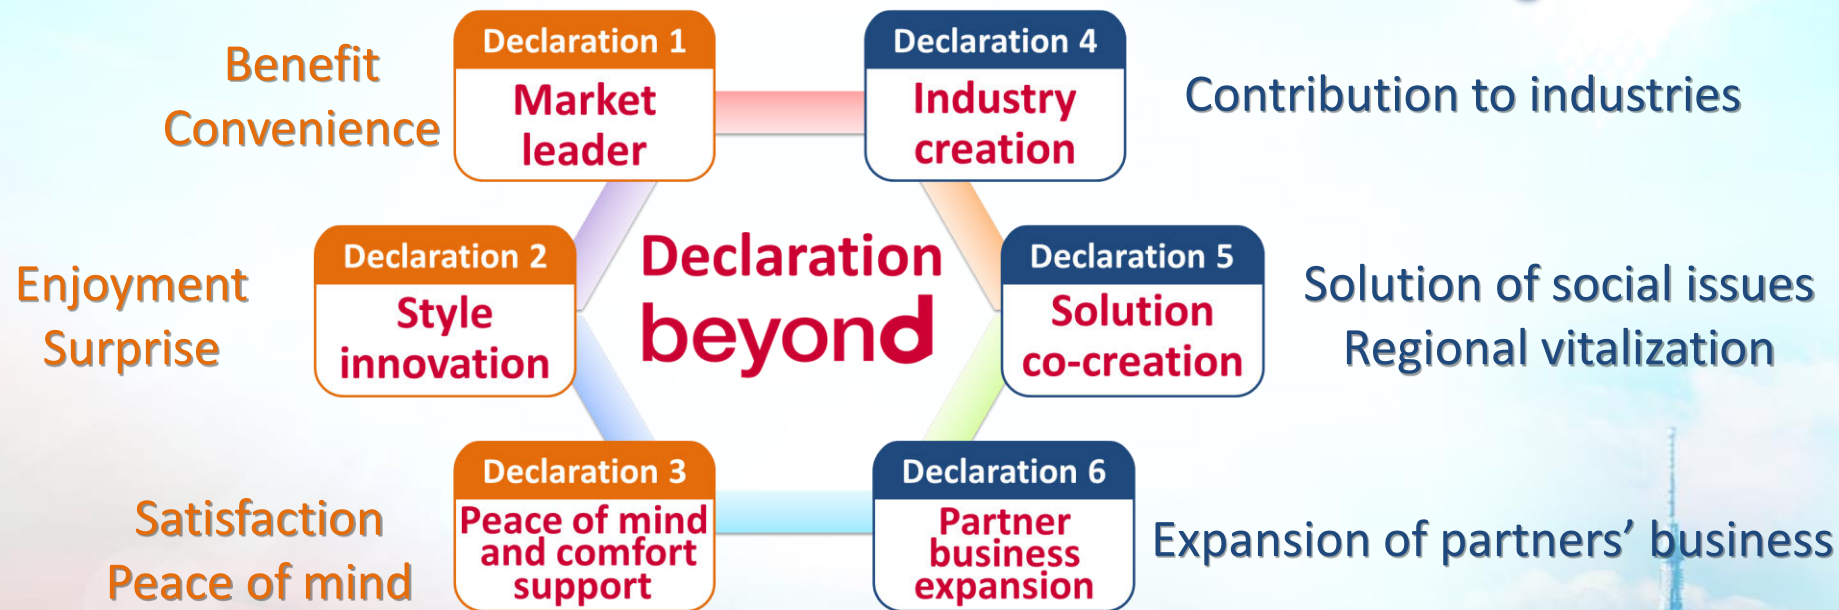 Benefit
Convenience
Declaration 1
Market
leader
Declaration 4
Industry
creation
Contribution to industries
Enjoyment
Surprise
Declaration 2
Style
innovation
Declaration
beyond
Declaration 5
Solution
co-creation
Solution of social issues
Regional vitalization
Satisfaction
Peace of mind
Declaration 3
Peace of mind
and comfort
support
Declaration 6
Partner
business
expansion
Expansion of partners’ business